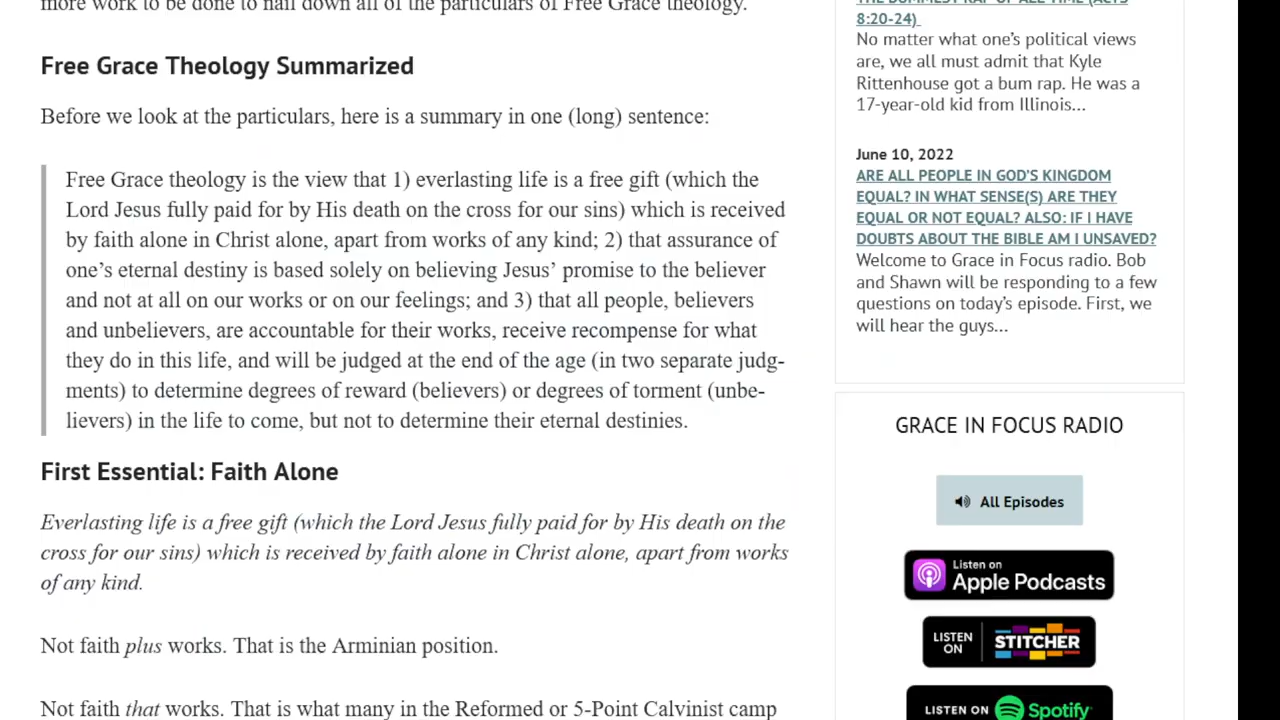 more work to be done to nail down all of the particulars of Free Grace theology.
Free Grace Theology Summarized
Before we look at the particulars, here is a summary in one (long) sentence:
Free Grace theology is the view that 1) everlasting life is a free gift (which the
Lord Jesus fully paid for by His death on the cross for our sins) which is received
by faith alone in Christ alone, apart from works of any kind; 2) that assurance of
one’s eternal destiny is based solely on believing Jesus’ promise to the believer
and not at all on our works or on our feelings; and 3) that all people, believers
and unbelievers, are accountable for their works, receive recompense for what
they do in this life, and will be judged at the end of the age (in two separate judg-
ments) to determine degrees of reward (believers) or degrees of torment (unbe-
lievers) in the life to come, but not to determine their eternal destinies.
First Essential: Faith Alone
Everlasting life is a free gift (which the Lord Jesus fully paid for by His death on the
cross for our sins) which is received by faith alone in Christ alone, apart from works
of any kind.
Not faith plus works. That is the Arminian position.
Not faith that works. That is what many in the Reformed or 5-Point Calvinist camp
THE DUMMEST RAP OF ALL TIME (ACTS
8:20-24)
No matter what one’s political views
are, we all must admit that Kyle
Rittenhouse got a bum rap. He was a
17-year-old kid from Illinois…
June 10, 2022
ARE ALL PEOPLE IN GOD’S KINGDOM
EQUAL? IN WHAT SENSE(S) ARE THEY
EQUAL OR NOT EQUAL? ALSO: IF I HAVE
DOUBTS ABOUT THE BIBLE AM I UNSAVED?
Welcome to Grace in Focus radio. Bob
and Shawn will be responding to a few
questions on today’s episode. First, we
will hear the guys…
GRACE IN FOCUS RADIO
All Episodes
Listen on
Apple Podcasts
LISTEN
ON
STITCHER
LISTEN ON Spotify